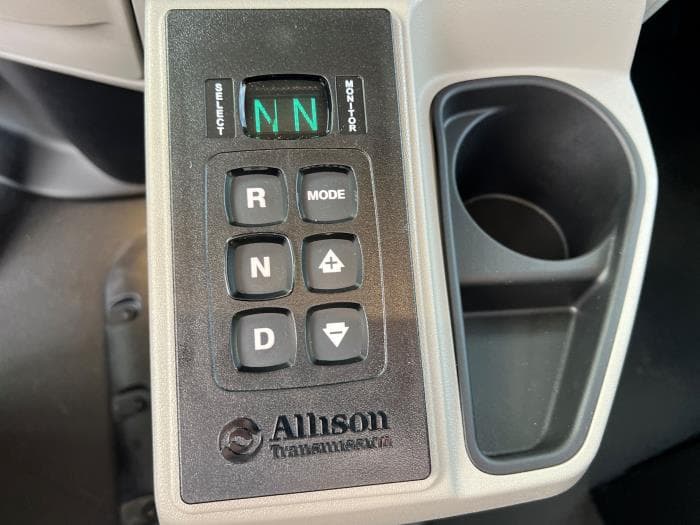 SELECT NN MONITOR
R MODE
N +
D -
Allison
Transmission